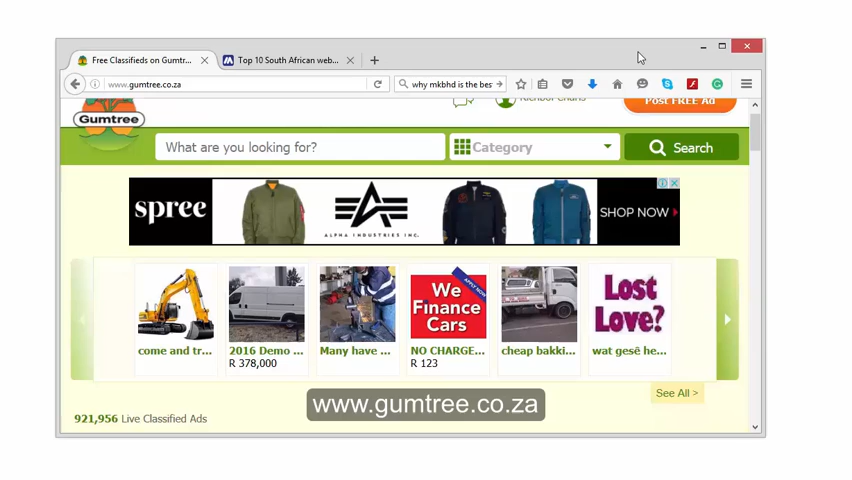 Free Classifieds on Gumtr...
Top 10 South African web...
www.gumtree.co.za
why mkbhd is the bes
Gumtree
Post FREE Ad
What are you looking for?
Category
Search
spree
ALPHA INDUSTRIES INC.
SHOP NOW
We
Finance
Cars
APPLY NOW
Lost
Love?
come and tr...
2016 Demo ...
Many have ...
NO CHARGE...
cheap bakki...
wat gesê he...
R 378,000
R 123
See All >
www.gumtree.co.za
921,956 Live Classified Ads